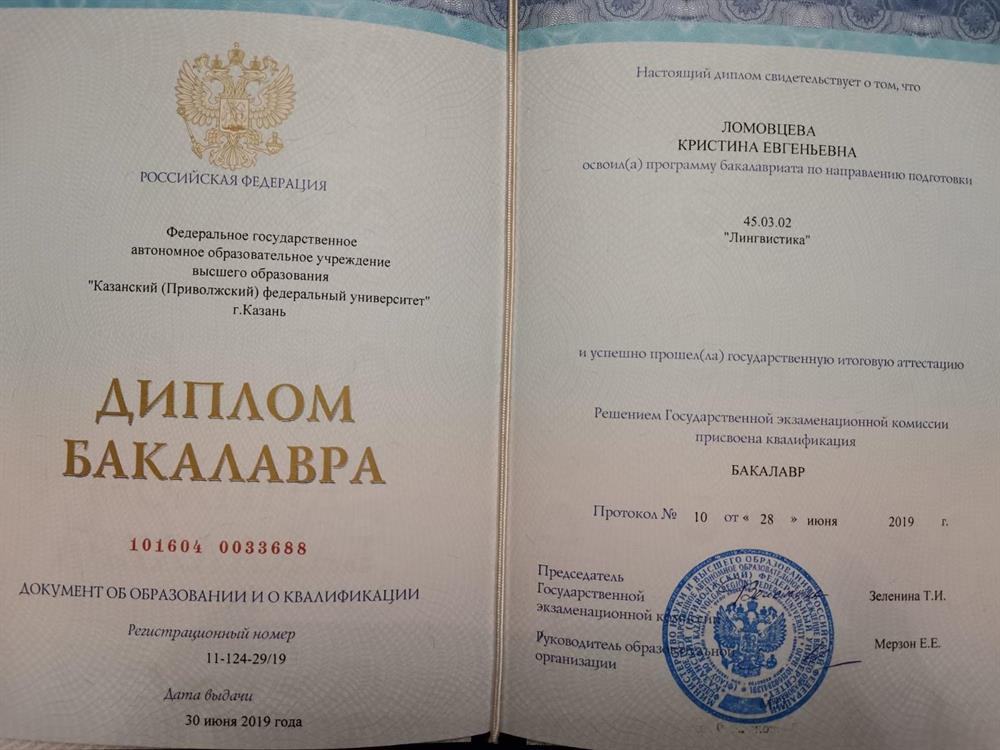 РОССИЙСКАЯ ФЕДЕРАЦИЯ
Федеральное государственное
автономное образовательное учреждение
высшего образования
"Казанский (Приволжский) федеральный университет"
г.Казань
ДИПЛОМ
БАКАЛАВРА
101604 0033688
ДОКУМЕНТ ОБ ОБРАЗОВАНИИ И О КВАЛИФИКАЦИИ
Регистрационный номер
11-124-29/19
Дата выдачи
30 июня 2019 года
Настоящий диплом свидетельствует о том, что
ЛОМОВЦЕВА
КРИСТИНА ЕВГЕНЬЕВНА
освоил(а) программу бакалавриата по направлению подготовки
45.03.02
"Лингвистика"
и успешно прошел(ла) государственную итоговую аттестацию
Решением Государственной экзаменационной комиссии
присвоена квалификация
БАКАЛАВР
Протокол № 10 от « 28 » июня 2019 г.
Председатель
Государственной
экзаменационной комиссии Зеленина Т.И.
Руководитель образовательной
организации Мерзон Е.Е.